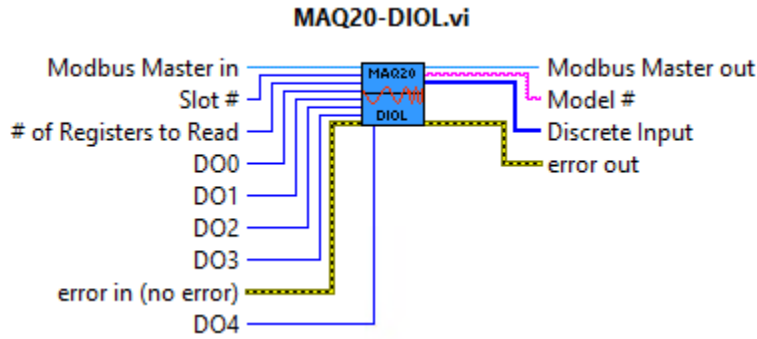 MAQ20-DIOL.vi
Modbus Master in
Slot #
# of Registers to Read
DO0
DO1
DO2
DO3
error in (no error)
DO4
MAQ20
DIOL
Modbus Master out
Model #
Discrete Input
error out